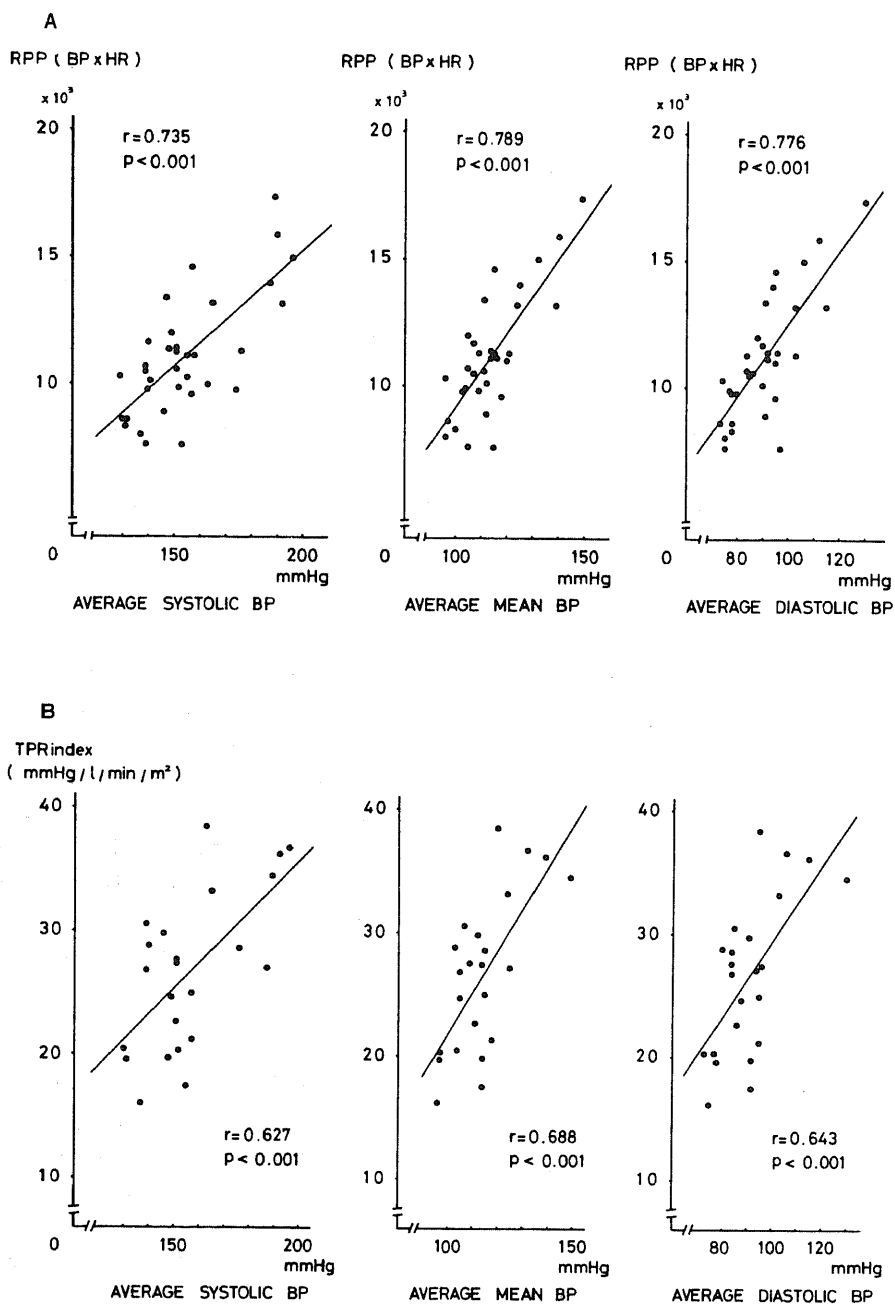 A
RPP ( BP x HR )
RPP ( BP x HR )
RPP ( BP x HR )
x 10³
x 10³
x 10³
20
15
10
0
r=0.735
p<0.001
150
200
mmHg
AVERAGE SYSTOLIC BP
20
15
10
0
r=0.789
p<0.001
100
150
mmHg
AVERAGE MEAN BP
20
15
10
0
r=0.776
p<0.001
80
100
120
mmHg
AVERAGE DIASTOLIC BP
B
TPR index
( mmHg / l / min / m² )
40
30
20
10
0
r=0.627
p<0.001
150
200
mmHg
AVERAGE SYSTOLIC BP
40
30
20
10
0
r=0.688
p<0.001
100
150
mmHg
AVERAGE MEAN BP
40
30
20
10
0
r=0.643
p<0.001
80
100
120
mmHg
AVERAGE DIASTOLIC BP